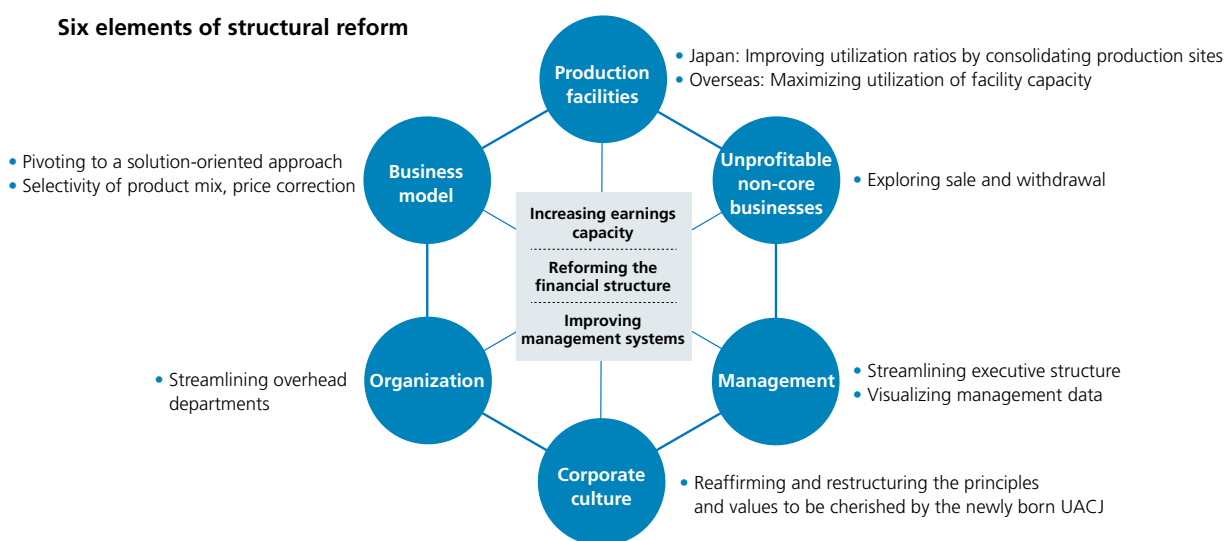 Six elements of structural reform
Production
facilities
• Japan: Improving utilization ratios by consolidating production sites
• Overseas: Maximizing utilization of facility capacity
Unprofitable
non-core
businesses
• Exploring sale and withdrawal
Management
• Streamlining executive structure
• Visualizing management data
Corporate
culture
• Reaffirming and restructuring the principles
and values to be cherished by the newly born UACJ
Organization
• Streamlining overhead
departments
Business
model
• Pivoting to a solution-oriented approach
• Selectivity of product mix, price correction
Increasing earnings
capacity
Reforming the
financial structure
Improving
management systems